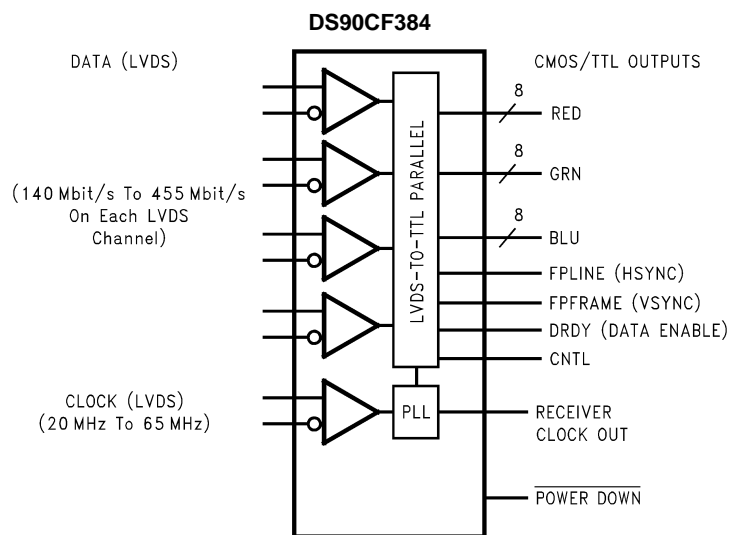 DS90CF384
DATA (LVDS)
CMOS/TTL OUTPUTS
8
RED
8
GRN
(140 Mbit/s To 455 Mbit/s
On Each LVDS
Channel)
8
BLU
LVDS-TO-TTL PARALLEL
FPLINE (HSYNC)
FPFRAME (VSYNC)
DRDY (DATA ENABLE)
CNTL
CLOCK (LVDS)
(20 MHz To 65 MHz)
PLL
RECEIVER
CLOCK OUT
POWER DOWN